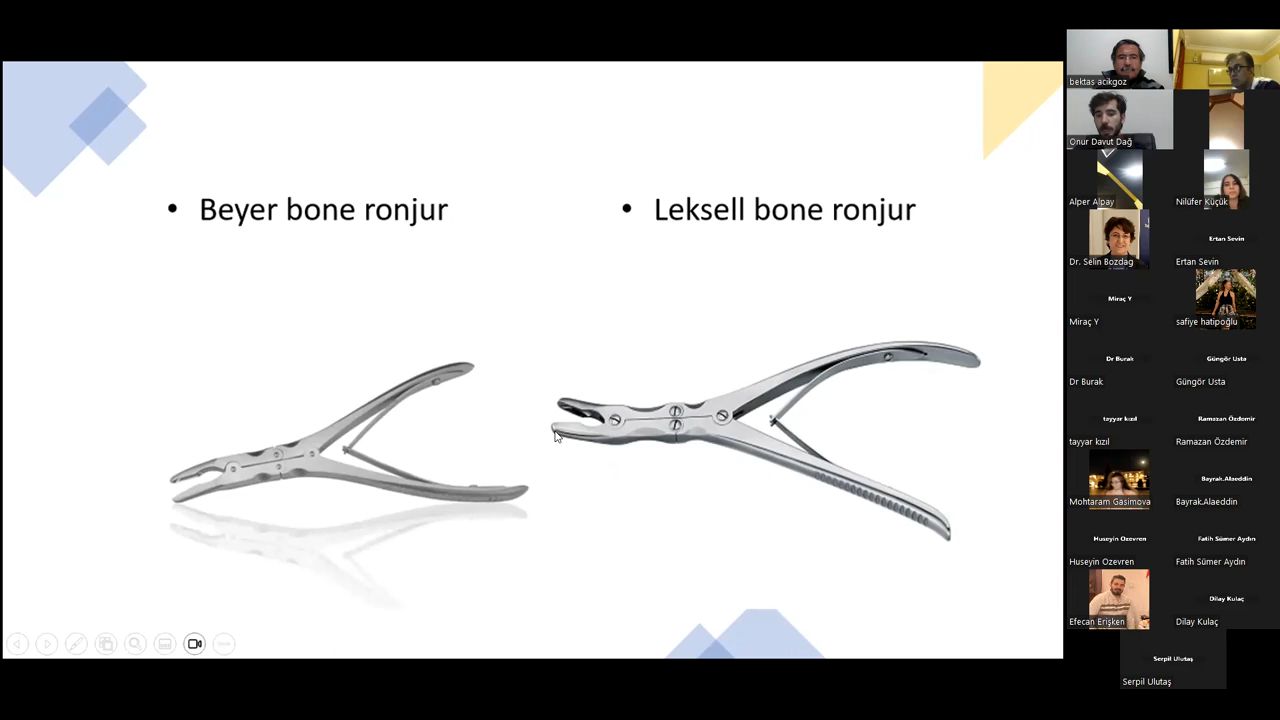 • Beyer bone ronjur
• Leksell bone ronjur
bektas acikgoz
Onur Davut Dağ
Alper Alpay
Nilüfer Küçük
Dr. Selin Bozdag
Ertan Sevin
Ertan Sevin
Miraç Y
Miraç Y
safiye hatipoğlu
Dr Burak
Dr Burak
Güngör Usta
Güngör Usta
tayyar kızıl
tayyar kızıl
Ramazan Özdemir
Ramazan Özdemir
Mohtaram Gasimova
Bayrak.Alaeddin
Bayrak.Alaeddin
Huseyin Ozevren
Huseyin Ozevren
Fatih Sümer Aydın
Fatih Sümer Aydın
Efecan Erişken
Dilay Kulaç
Dilay Kulaç
Serpil Ulutaş
Serpil Ulutaş